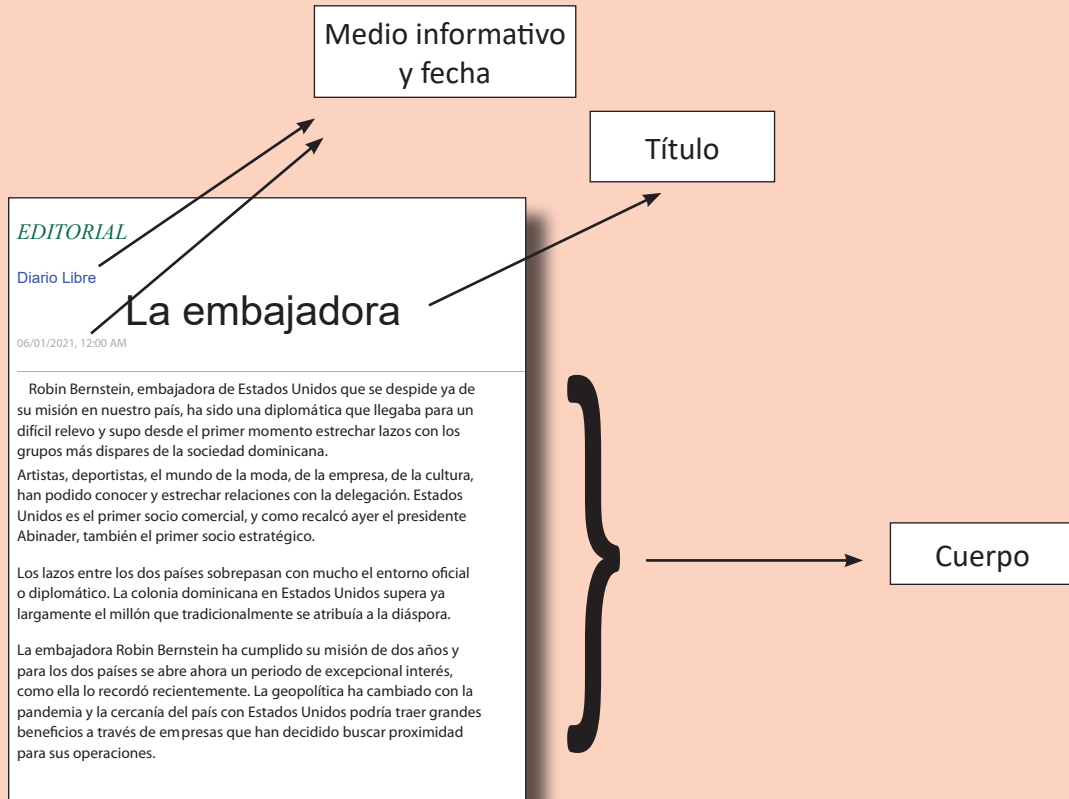 Medio informativo
y fecha
Título
EDITORIAL
Diario Libre
La embajadora
06/01/2021, 12:00 AM
Robin Bernstein, embajadora de Estados Unidos que se despide ya de
su misión en nuestro país, ha sido una diplomática que llegaba para un
difícil relevo y supo desde el primer momento estrechar lazos con los
grupos más dispares de la sociedad dominicana.
Artistas, deportistas, el mundo de la moda, de la empresa, de la cultura,
han podido conocer y estrechar relaciones con la delegación. Estados
Unidos es el primer socio comercial, y como recalcó ayer el presidente
Abinader, también el primer socio estratégico.
Los lazos entre los dos países sobrepasan con mucho el entorno oficial
o diplomático. La colonia dominicana en Estados Unidos supera ya
largamente el millón que tradicionalmente se atribuía a la diáspora.
La embajadora Robin Bernstein ha cumplido su misión de dos años y
para los dos países se abre ahora un periodo de excepcional interés,
como ella lo recordó recientemente. La geopolítica ha cambiado con la
pandemia y la cercanía del país con Estados Unidos podría traer grandes
beneficios a través de empresas que han decidido buscar proximidad
para sus operaciones.
Cuerpo